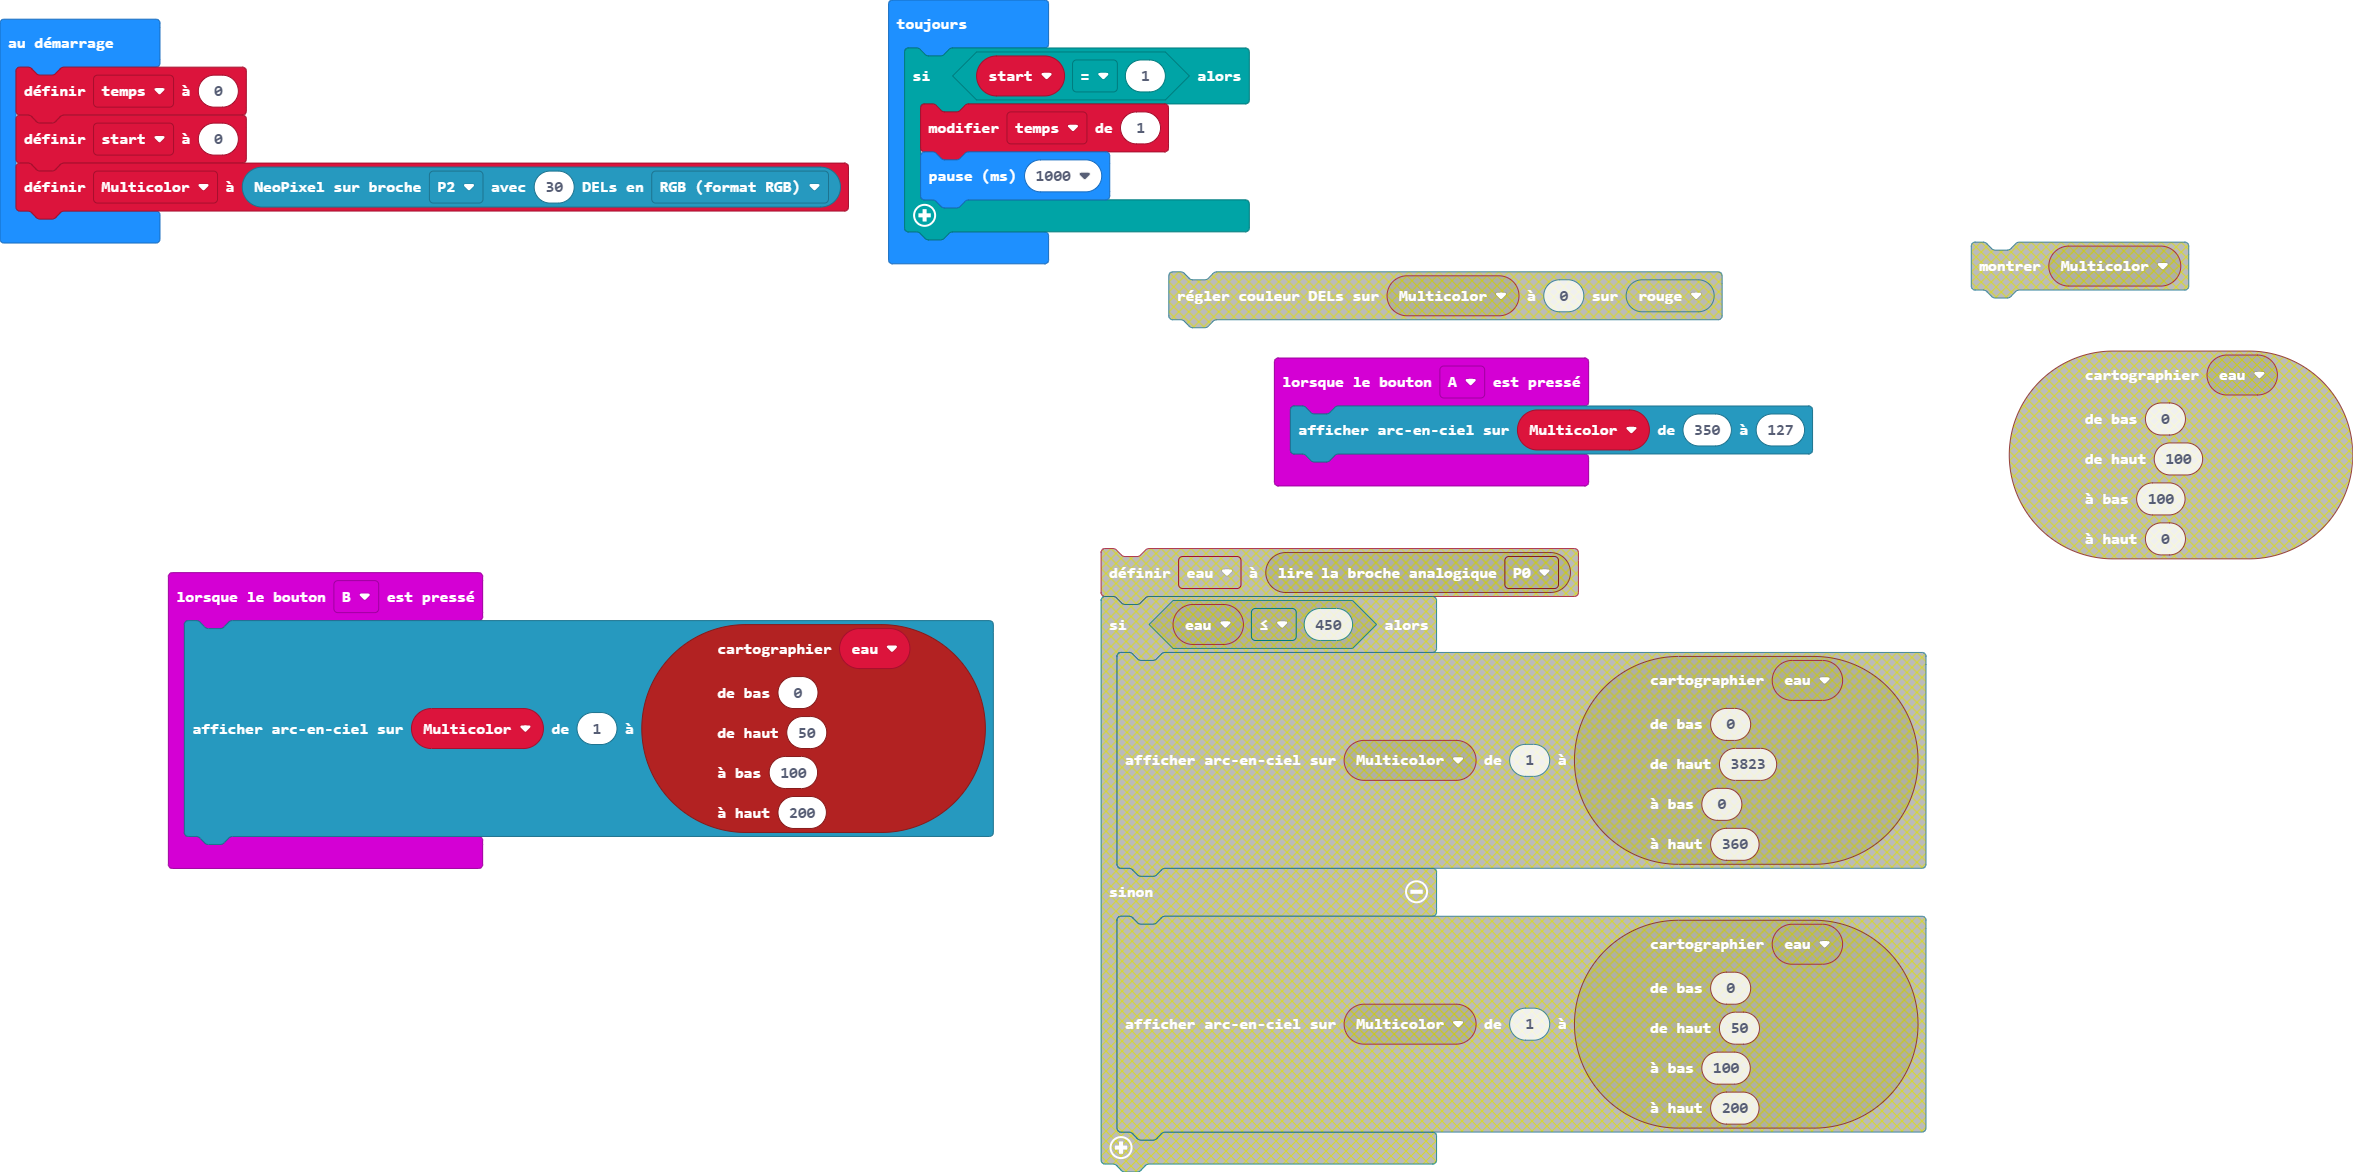 au démarrage
définir temps à 0
définir start à 0
définir Multicolor à NeoPixel sur broche P2 avec 30 DELs en RGB (format RGB)
toujours
si start = 1 alors
modifier temps de 1
pause (ms) 1000
régler couleur DELs sur Multicolor à 0 sur rouge
montrer Multicolor
lorsque le bouton A est pressé
afficher arc-en-ciel sur Multicolor de 350 à 127
cartographier eau
de bas 0
de haut 100
à bas 100
à haut 0
lorsque le bouton B est pressé
afficher arc-en-ciel sur Multicolor de 1 à
cartographier eau
de bas 0
de haut 50
à bas 100
à haut 200
définir eau à lire la broche analogique P0
si eau ≤ 450 alors
afficher arc-en-ciel sur Multicolor de 1 à
cartographier eau
de bas 0
de haut 3823
à bas 0
à haut 360
sinon
afficher arc-en-ciel sur Multicolor de 1 à
cartographier eau
de bas 0
de haut 50
à bas 100
à haut 200